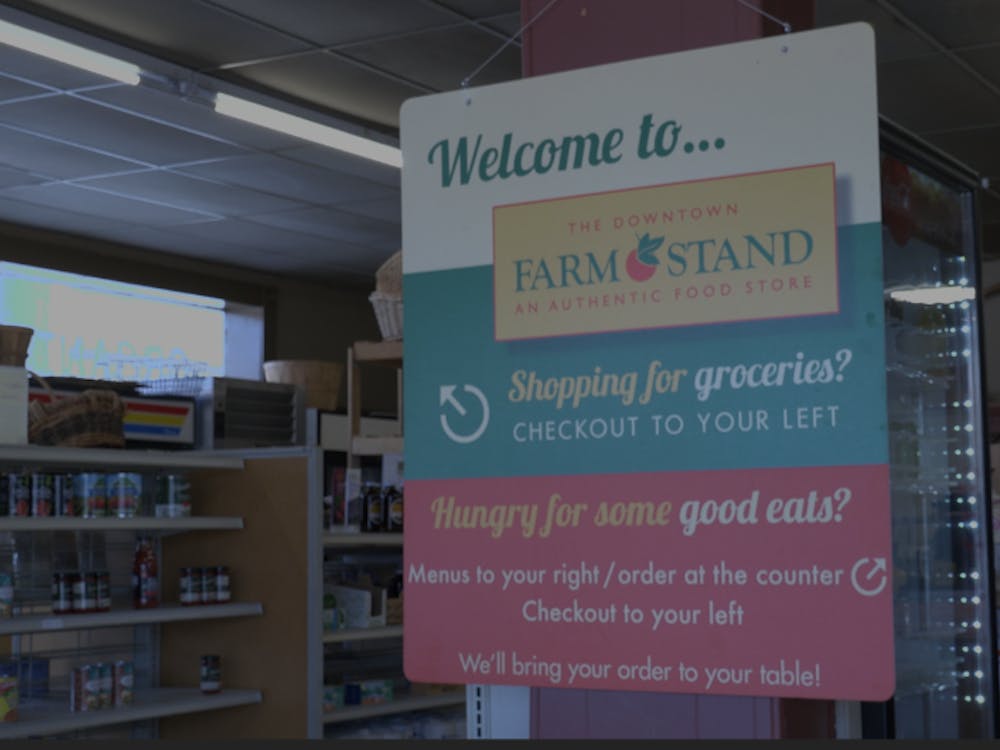 Welcome to...
THE DOWNTOWN
FARM STAND
AN AUTHENTIC FOOD STORE
Shopping for groceries?
CHECKOUT TO YOUR LEFT
Hungry for some good eats?
Menus to your right / order at the counter
Checkout to your left
We'll bring your order to your table!